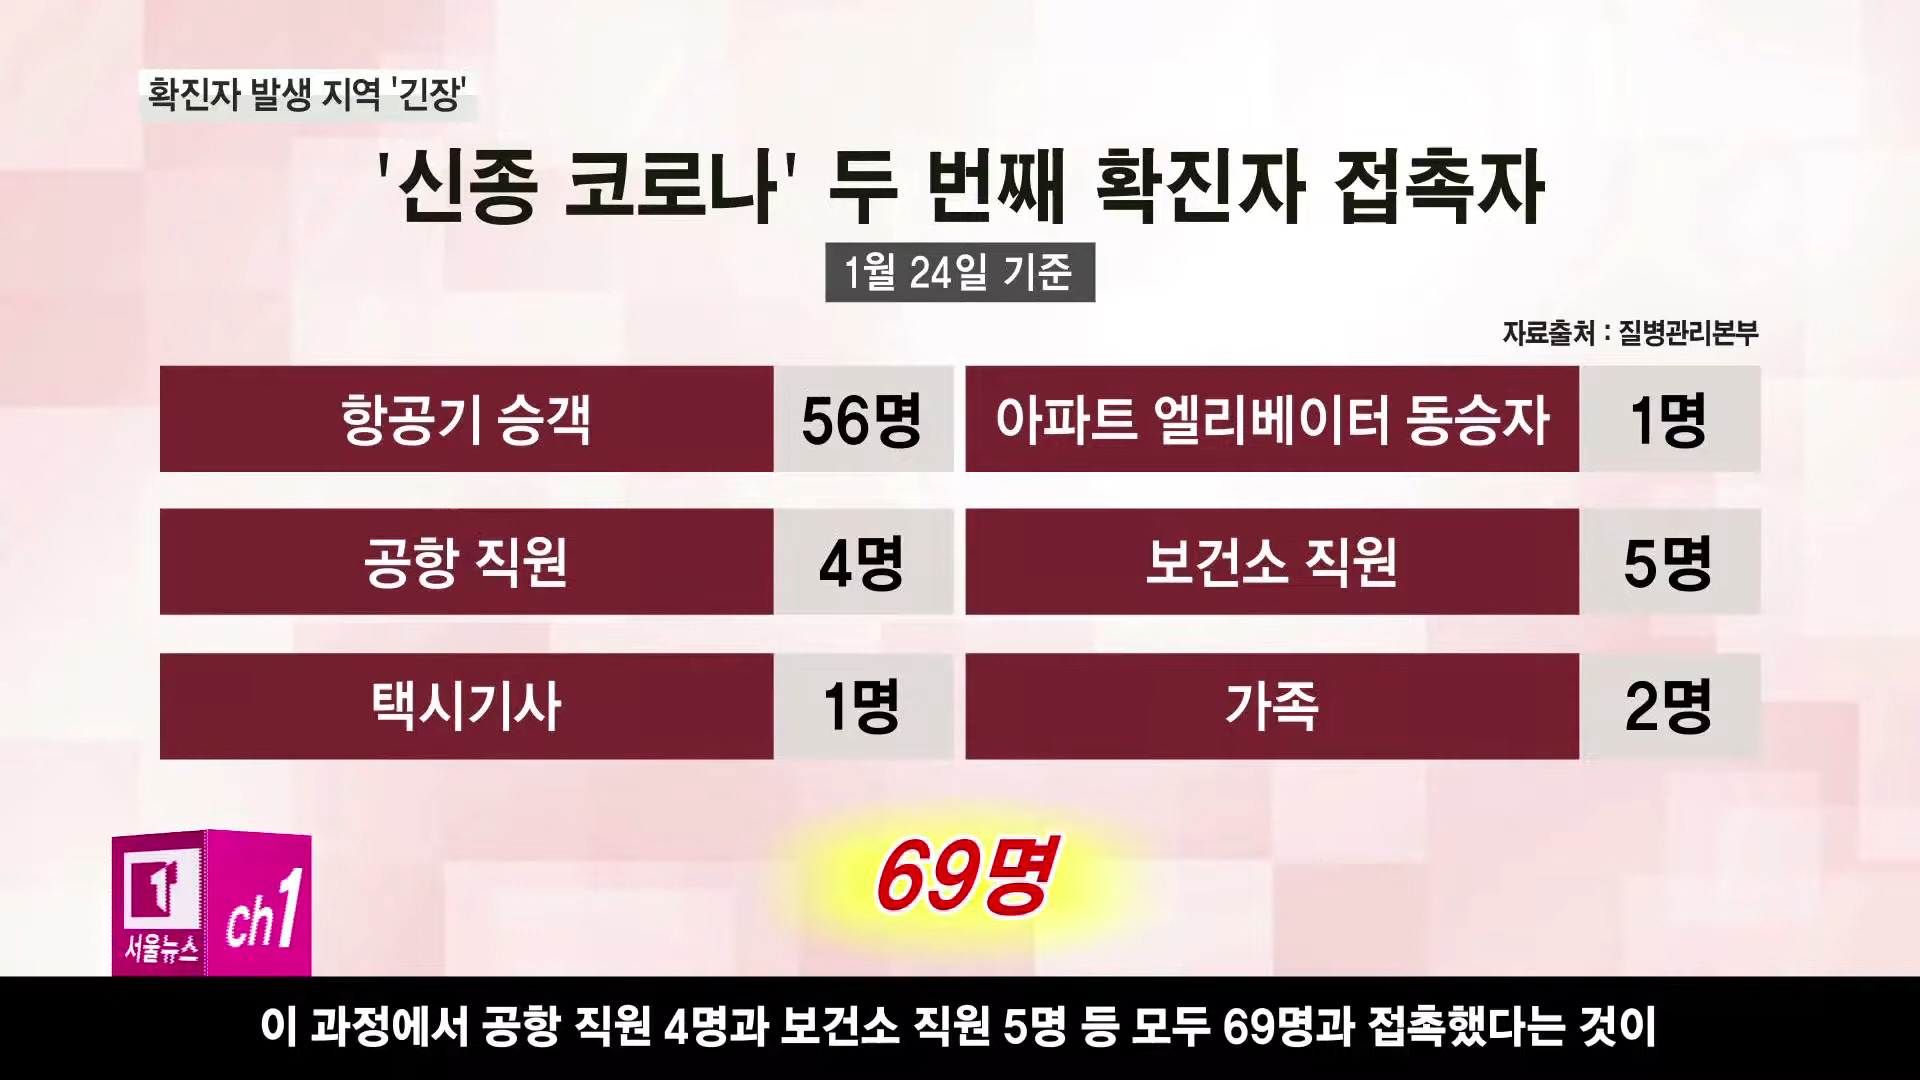 확진자 발생 지역 '긴장'
'신종 코로나' 두 번째 확진자 접촉자
1월 24일 기준
자료출처 : 질병관리본부
항공기 승객 56명 아파트 엘리베이터 동승자 1명
공항 직원 4명 보건소 직원 5명
택시기사 1명 가족 2명
69명
1
서울뉴스 ch1
이 과정에서 공항 직원 4명과 보건소 직원 5명 등 모두 69명과 접촉했다는 것이